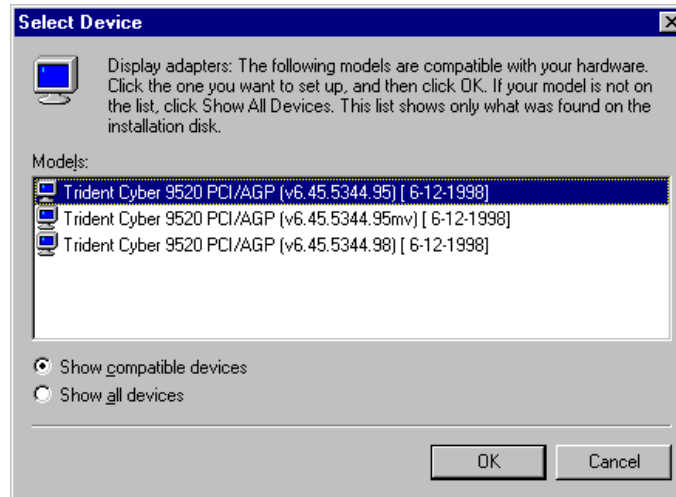 Select Device
Display adapters: The following models are compatible with your hardware.
Click the one you want to set up, and then click OK. If your model is not on
the list, click Show All Devices. This list shows only what was found on the
installation disk.
Models:
Trident Cyber 9520 PCI/AGP (v6.45.5344.95) [ 6-12-1998]
Trident Cyber 9520 PCI/AGP (v6.45.5344.95mv) [ 6-12-1998]
Trident Cyber 9520 PCI/AGP (v6.45.5344.98) [ 6-12-1998]
Show compatible devices
Show all devices
OK Cancel